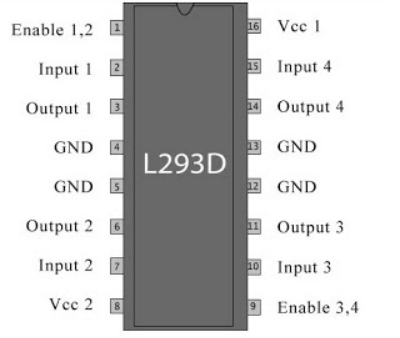 Enable 1,2 1 16 Vcc 1
Input 1 2 15 Input 4
Output 1 3 14 Output 4
GND 4 13 GND
L293D
GND 5 12 GND
Output 2 6 11 Output 3
Input 2 7 10 Input 3
Vcc 2 8 9 Enable 3,4